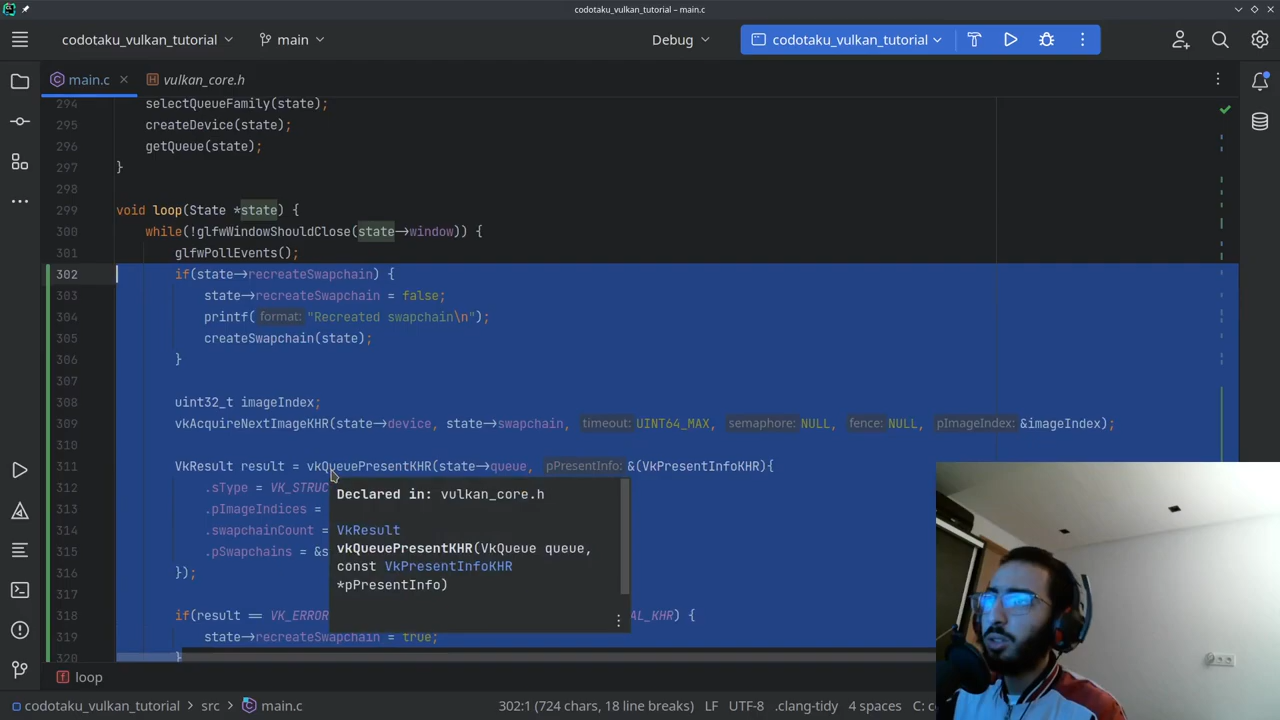 codotaku_vulkan_tutorial – main.c
codotaku_vulkan_tutorial main Debug codotaku_vulkan_tutorial
main.c vulkan_core.h
294 selectQueueFamily(state);
295 createDevice(state);
296 getQueue(state);
297 }
298
299 void loop(State *state) {
300 while(!glfwWindowShouldClose(state->window)) {
301 glfwPollEvents();
302 if(state->recreateSwapchain) {
303 state->recreateSwapchain = false;
304 printf( format: "Recreated swapchain\n");
305 createSwapchain(state);
306 }
307
308 uint32_t imageIndex;
309 vkAcquireNextImageKHR(state->device, state->swapchain, timeout: UINT64_MAX, semaphore: NULL, fence: NULL, pImageIndex: &imageIndex);
310
311 VkResult result = vkQueuePresentKHR(state->queue, pPresentInfo: &(VkPresentInfoKHR){
312 .sType = VK_STRUC
313 .pImageIndices =
314 .swapchainCount =
315 .pSwapchains = &s
316 });
Declared in: vulkan_core.h
VkResult
vkQueuePresentKHR(VkQueue queue,
const VkPresentInfoKHR
*pPresentInfo)
318 if(result == VK_ERROR AL_KHR) {
319 state->recreateSwapchain = true;
320 }
loop
codotaku_vulkan_tutorial > src > main.c 302:1 (724 chars, 18 line breaks) LF UTF-8 .clang-tidy 4 spaces C: co